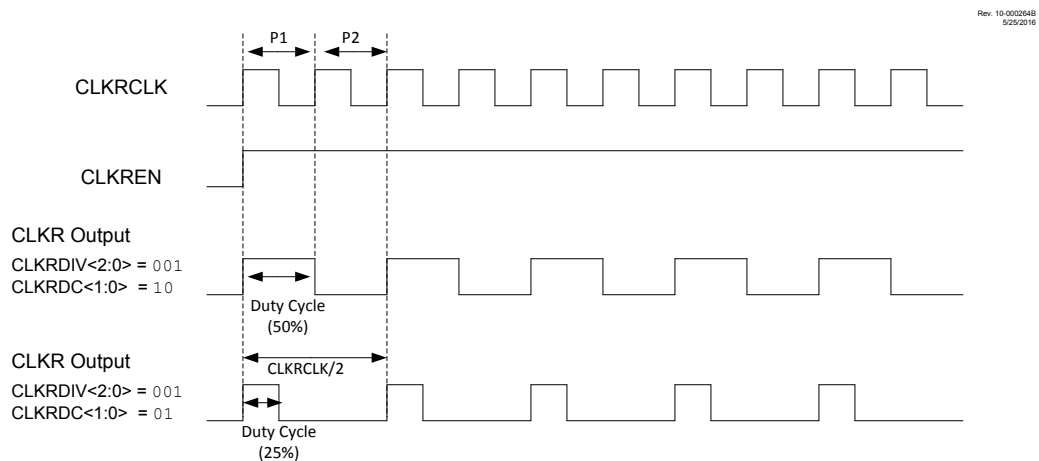 Rev. 10-000264B
5/25/2016
P1
P2
CLKRCLK
CLKREN
CLKR Output
CLKRDIV<2:0> = 001
CLKRDC<1:0> = 10
Duty Cycle
(50%)
CLKR Output
CLKRCLK/2
CLKRDIV<2:0> = 001
CLKRDC<1:0> = 01
Duty Cycle
(25%)